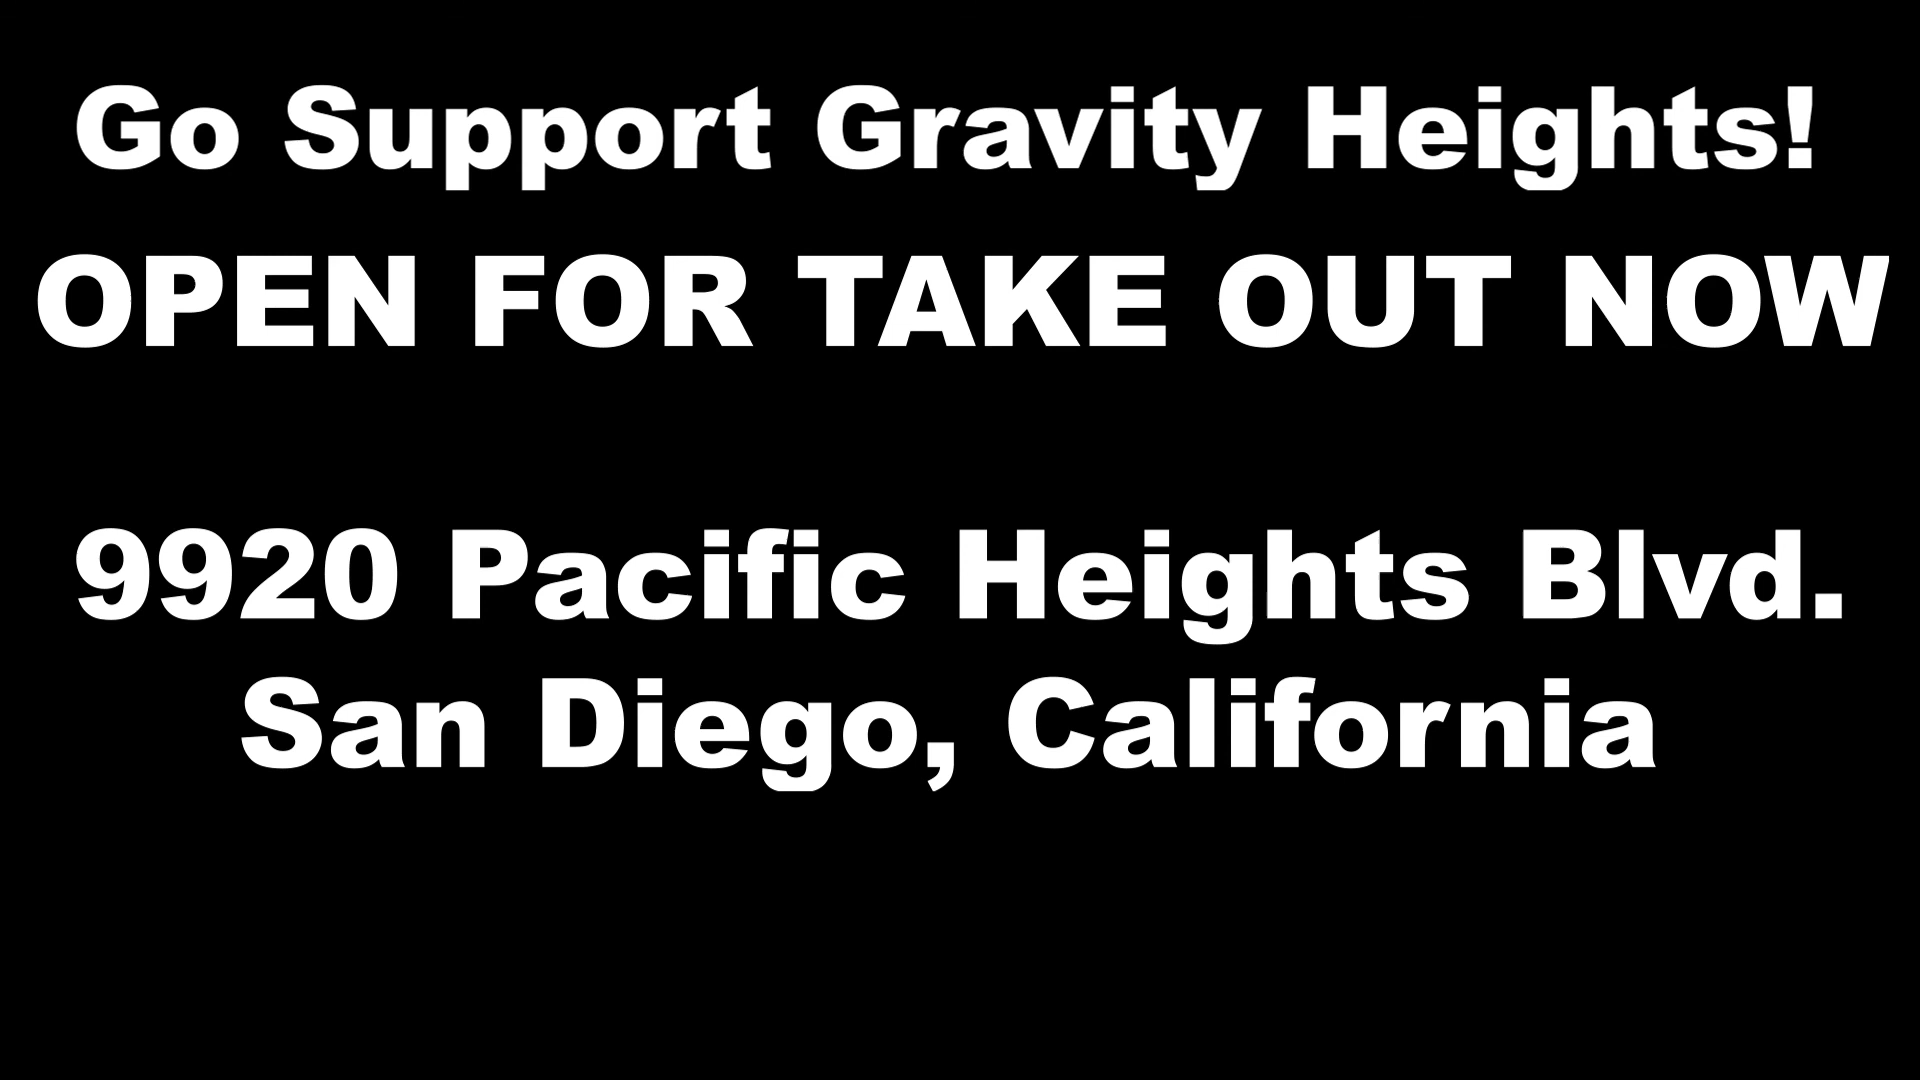 Go Support Gravity Heights!
OPEN FOR TAKE OUT NOW
9920 Pacific Heights Blvd.
San Diego, California